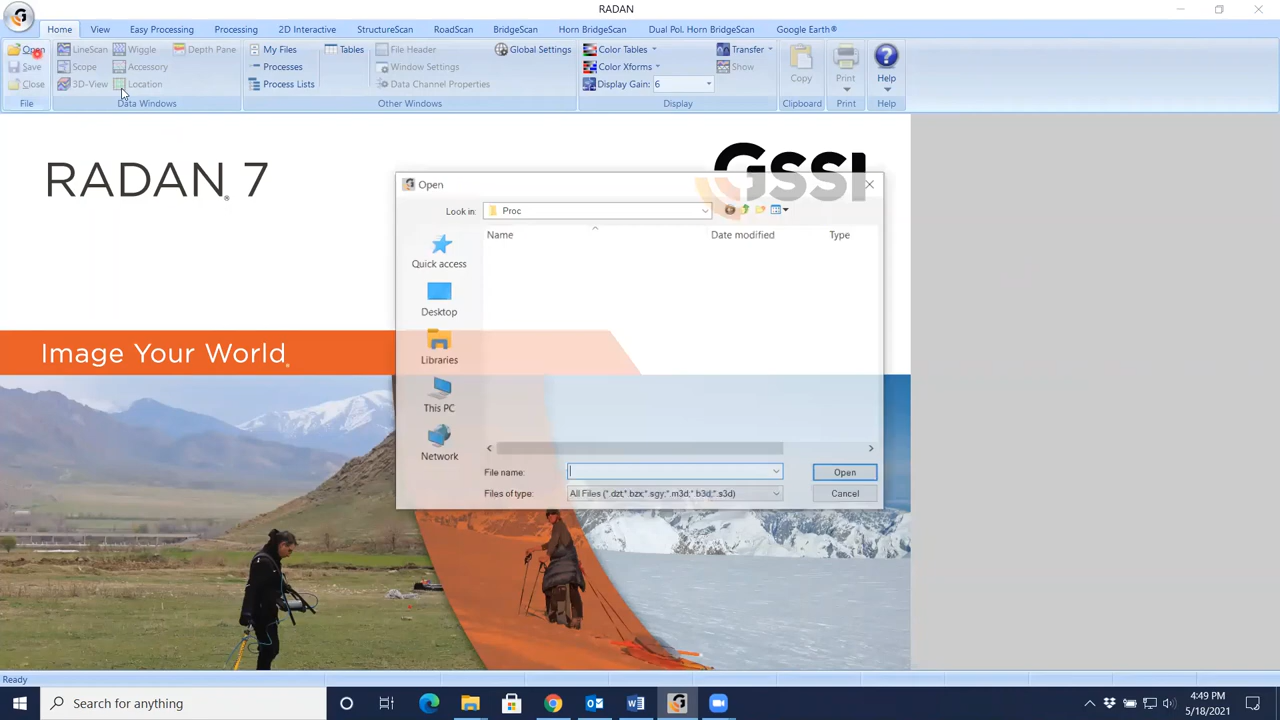 RADAN
Home View Easy Processing Processing 2D Interactive StructureScan RoadScan BridgeScan Horn BridgeScan Dual Pol. Horn BridgeScan Google Earth®
Open LineScan Wiggle Depth Pane My Files Tables File Header Global Settings Color Tables Transfer
Save Scope Accessory Processes Window Settings Color Xforms Show Copy Print Help
Close 3D-View Location Process Lists Data Channel Properties Display Gain: 6
File Data Windows Other Windows Display Clipboard Print Help
RADAN® 7
GSSI
Open
Look in: Proc
Name Date modified Type
Quick access
Desktop
Libraries
This PC
Network
File name: Open
Files of type: All Files (*.dzt;*.bzx;*.sgy;*.m3d;*.b3d;*.s3d) Cancel
Image Your World®
Ready
Search for anything
4:49 PM
5/18/2021